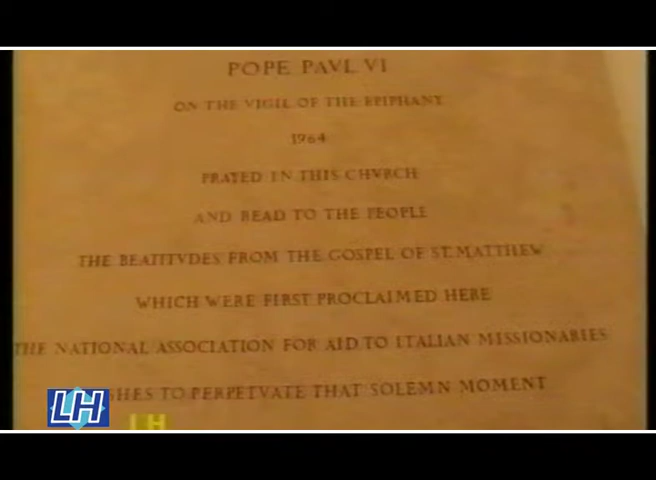 POPE PAVL VI
ON THE VIGIL OF THE EPIPHANY
1964
PRAYED IN THIS CHVRCH
AND READ TO THE PEOPLE
THE BEATITVDES FROM THE GOSPEL OF ST. MATTHEW
WHICH WERE FIRST PROCLAIMED HERE
THE NATIONAL ASSOCIATION FOR AID TO ITALIAN MISSIONARIES
SHES TO PERPETVATE THAT SOLEMN MOMENT
LH
LH